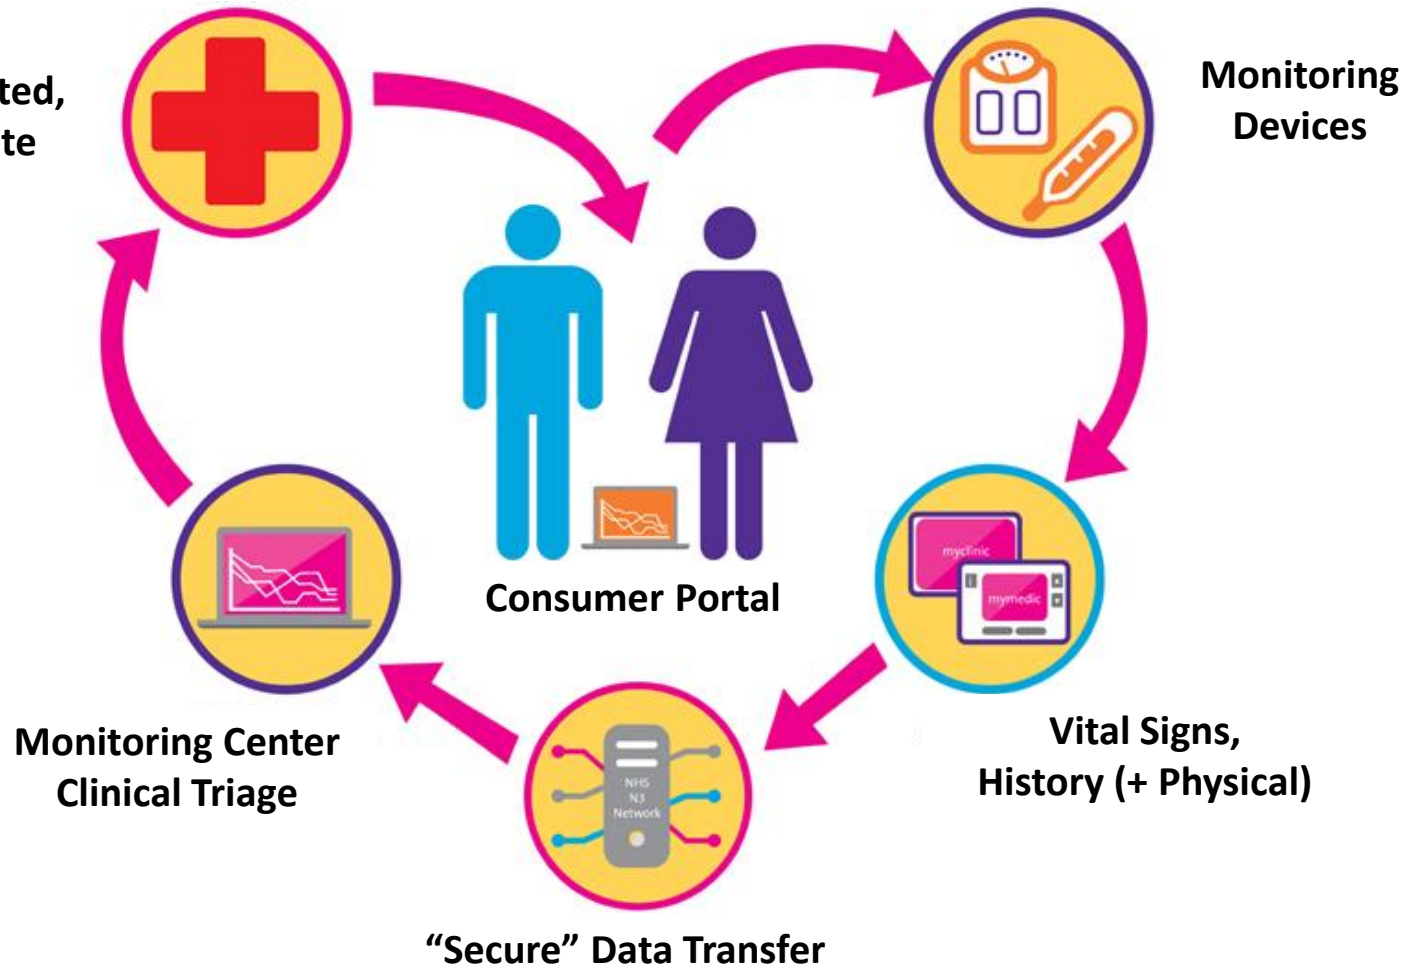 ted,
te
Monitoring
Devices
myclinic
mymedic
Consumer Portal
Vital Signs,
History (+ Physical)
Monitoring Center
Clinical Triage
NHS
N3
Network
“Secure” Data Transfer